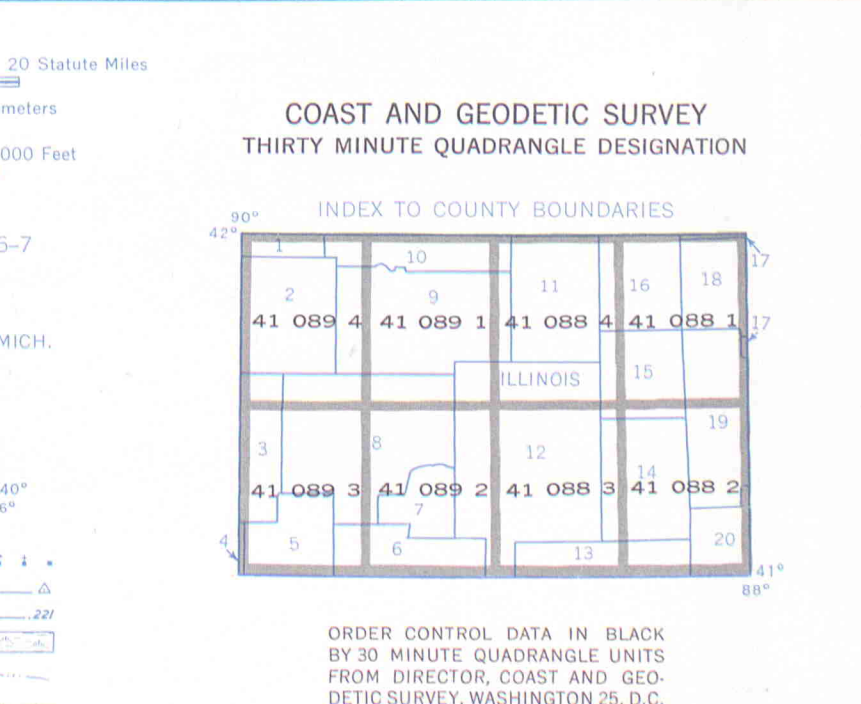 20 Statute Miles
meters
000 Feet
5-7
MICH.
40°
6°
.221
COAST AND GEODETIC SURVEY
THIRTY MINUTE QUADRANGLE DESIGNATION
INDEX TO COUNTY BOUNDARIES
90°
42°
1
10
17
2
9
11
16
18
41 089 4
41 089 1
41 088 4
41 088 1
17
ILLINOIS
15
3
8
12
14
19
41 089 3
41 089 2
41 088 3
41 088 2
7
4
5
6
13
20
41°
88°
ORDER CONTROL DATA IN BLACK
BY 30 MINUTE QUADRANGLE UNITS
FROM DIRECTOR, COAST AND GEO-
DETIC SURVEY, WASHINGTON 25, D.C.